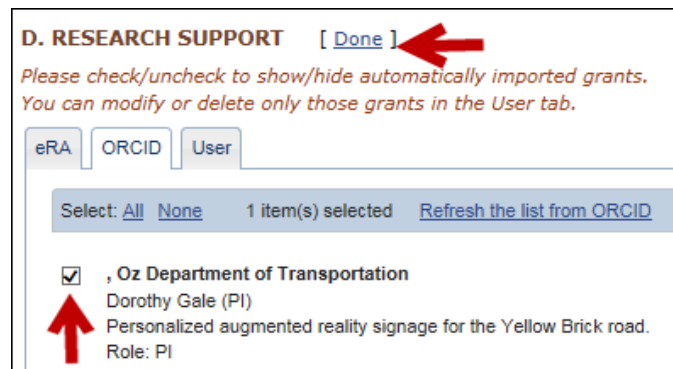 D. RESEARCH SUPPORT [ Done ]
Please check/uncheck to show/hide automatically imported grants.
You can modify or delete only those grants in the User tab.
eRA ORCID User
Select: All None 1 item(s) selected Refresh the list from ORCID
, Oz Department of Transportation
Dorothy Gale (PI)
Personalized augmented reality signage for the Yellow Brick road.
Role: PI